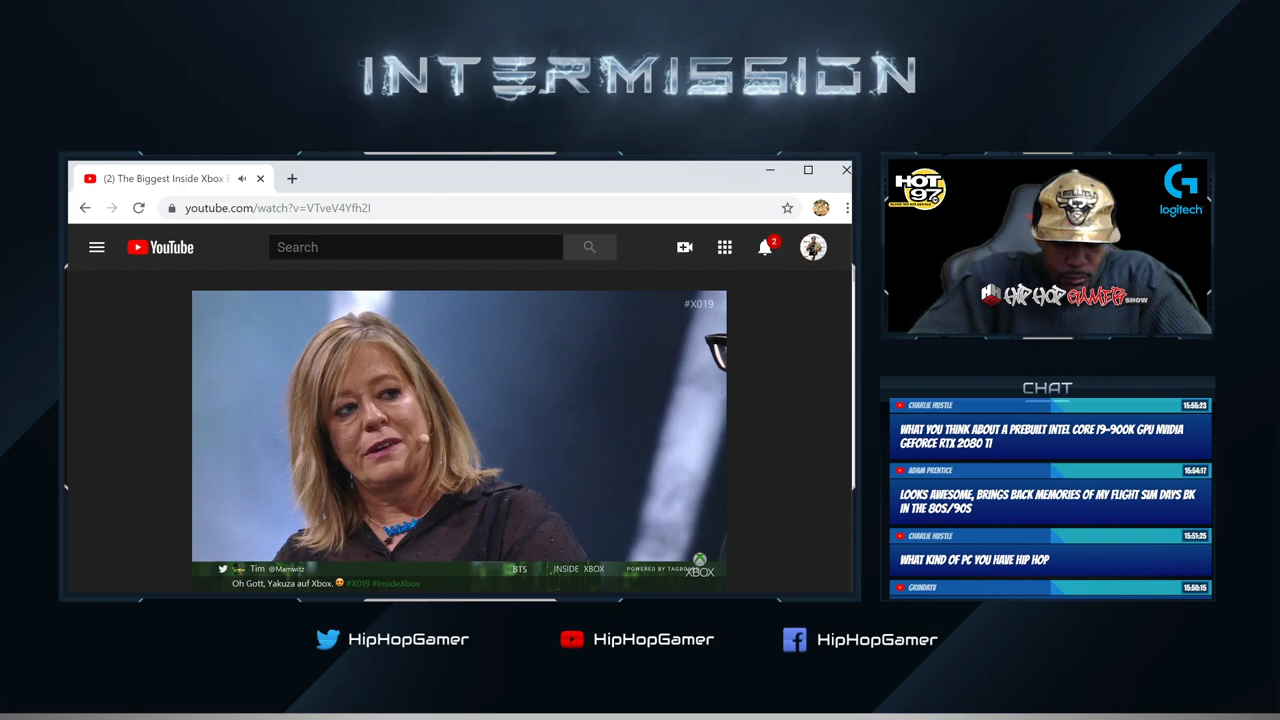 INTERMISSION
(2) The Biggest Inside Xbox E
youtube.com/watch?v=VTveV4Yfh2I
YouTube
Search
2
#X019
Tim @Mamwitz
BTS
INSIDE XBOX
POWERED BY TAGBOARD
XBOX
Oh Gott, Yakuza auf Xbox. 😍 #X019 #InsideXbox
HOT
97
logitech
HIP HOP GAMER SHOW
CHAT
CHARLIE HUSTLE 15:55:23
WHAT YOU THINK ABOUT A PREBUILT INTEL CORE I9-900K GPU NVIDIA
GEFORCE RTX 2080 TI
ADAM PRENTICE 15:54:17
LOOKS AWESOME, BRINGS BACK MEMORIES OF MY FLIGHT SIM DAYS BK
IN THE 80S/90S
CHARLIE HUSTLE 15:51:25
WHAT KIND OF PC YOU HAVE HIP HOP
GRINDATV 15:50:15
HipHopGamer
HipHopGamer
HipHopGamer